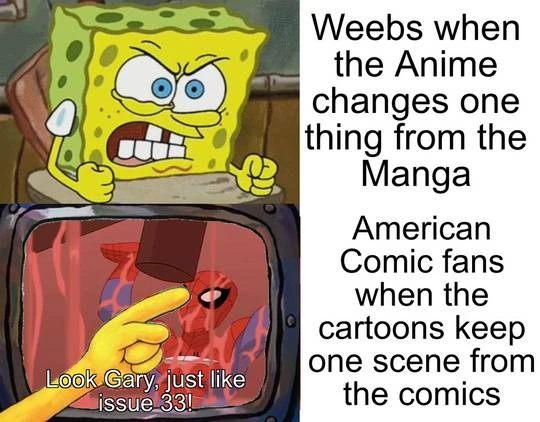 Weebs when
the Anime
changes one
thing from the
Manga
American
Comic fans
when the
cartoons keep
one scene from
the comics
Look Gary, just like
issue 33!